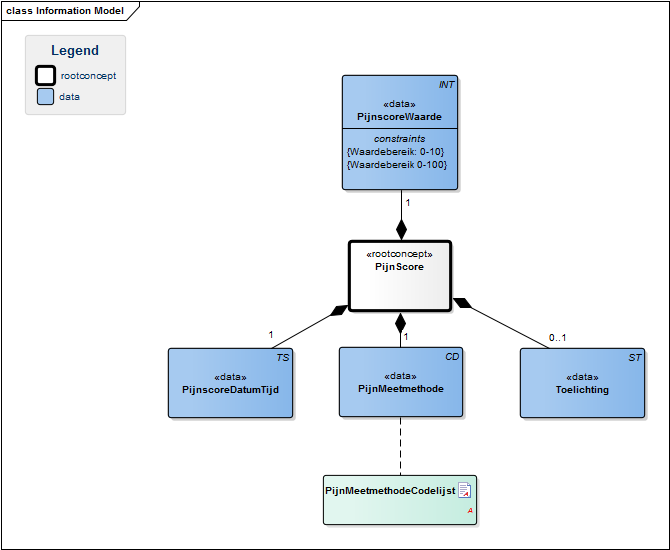 class Information Model
Legend
rootconcept
data
INT
«data»
PijnscoreWaarde
constraints
{Waardebereik: 0-10}
{Waardebereik 0-100}
1
«rootconcept»
PijnScore
1
1
0..1
TS
«data»
PijnscoreDatumTijd
CD
«data»
PijnMeetmethode
ST
«data»
Toelichting
PijnMeetmethodeCodelijst
A